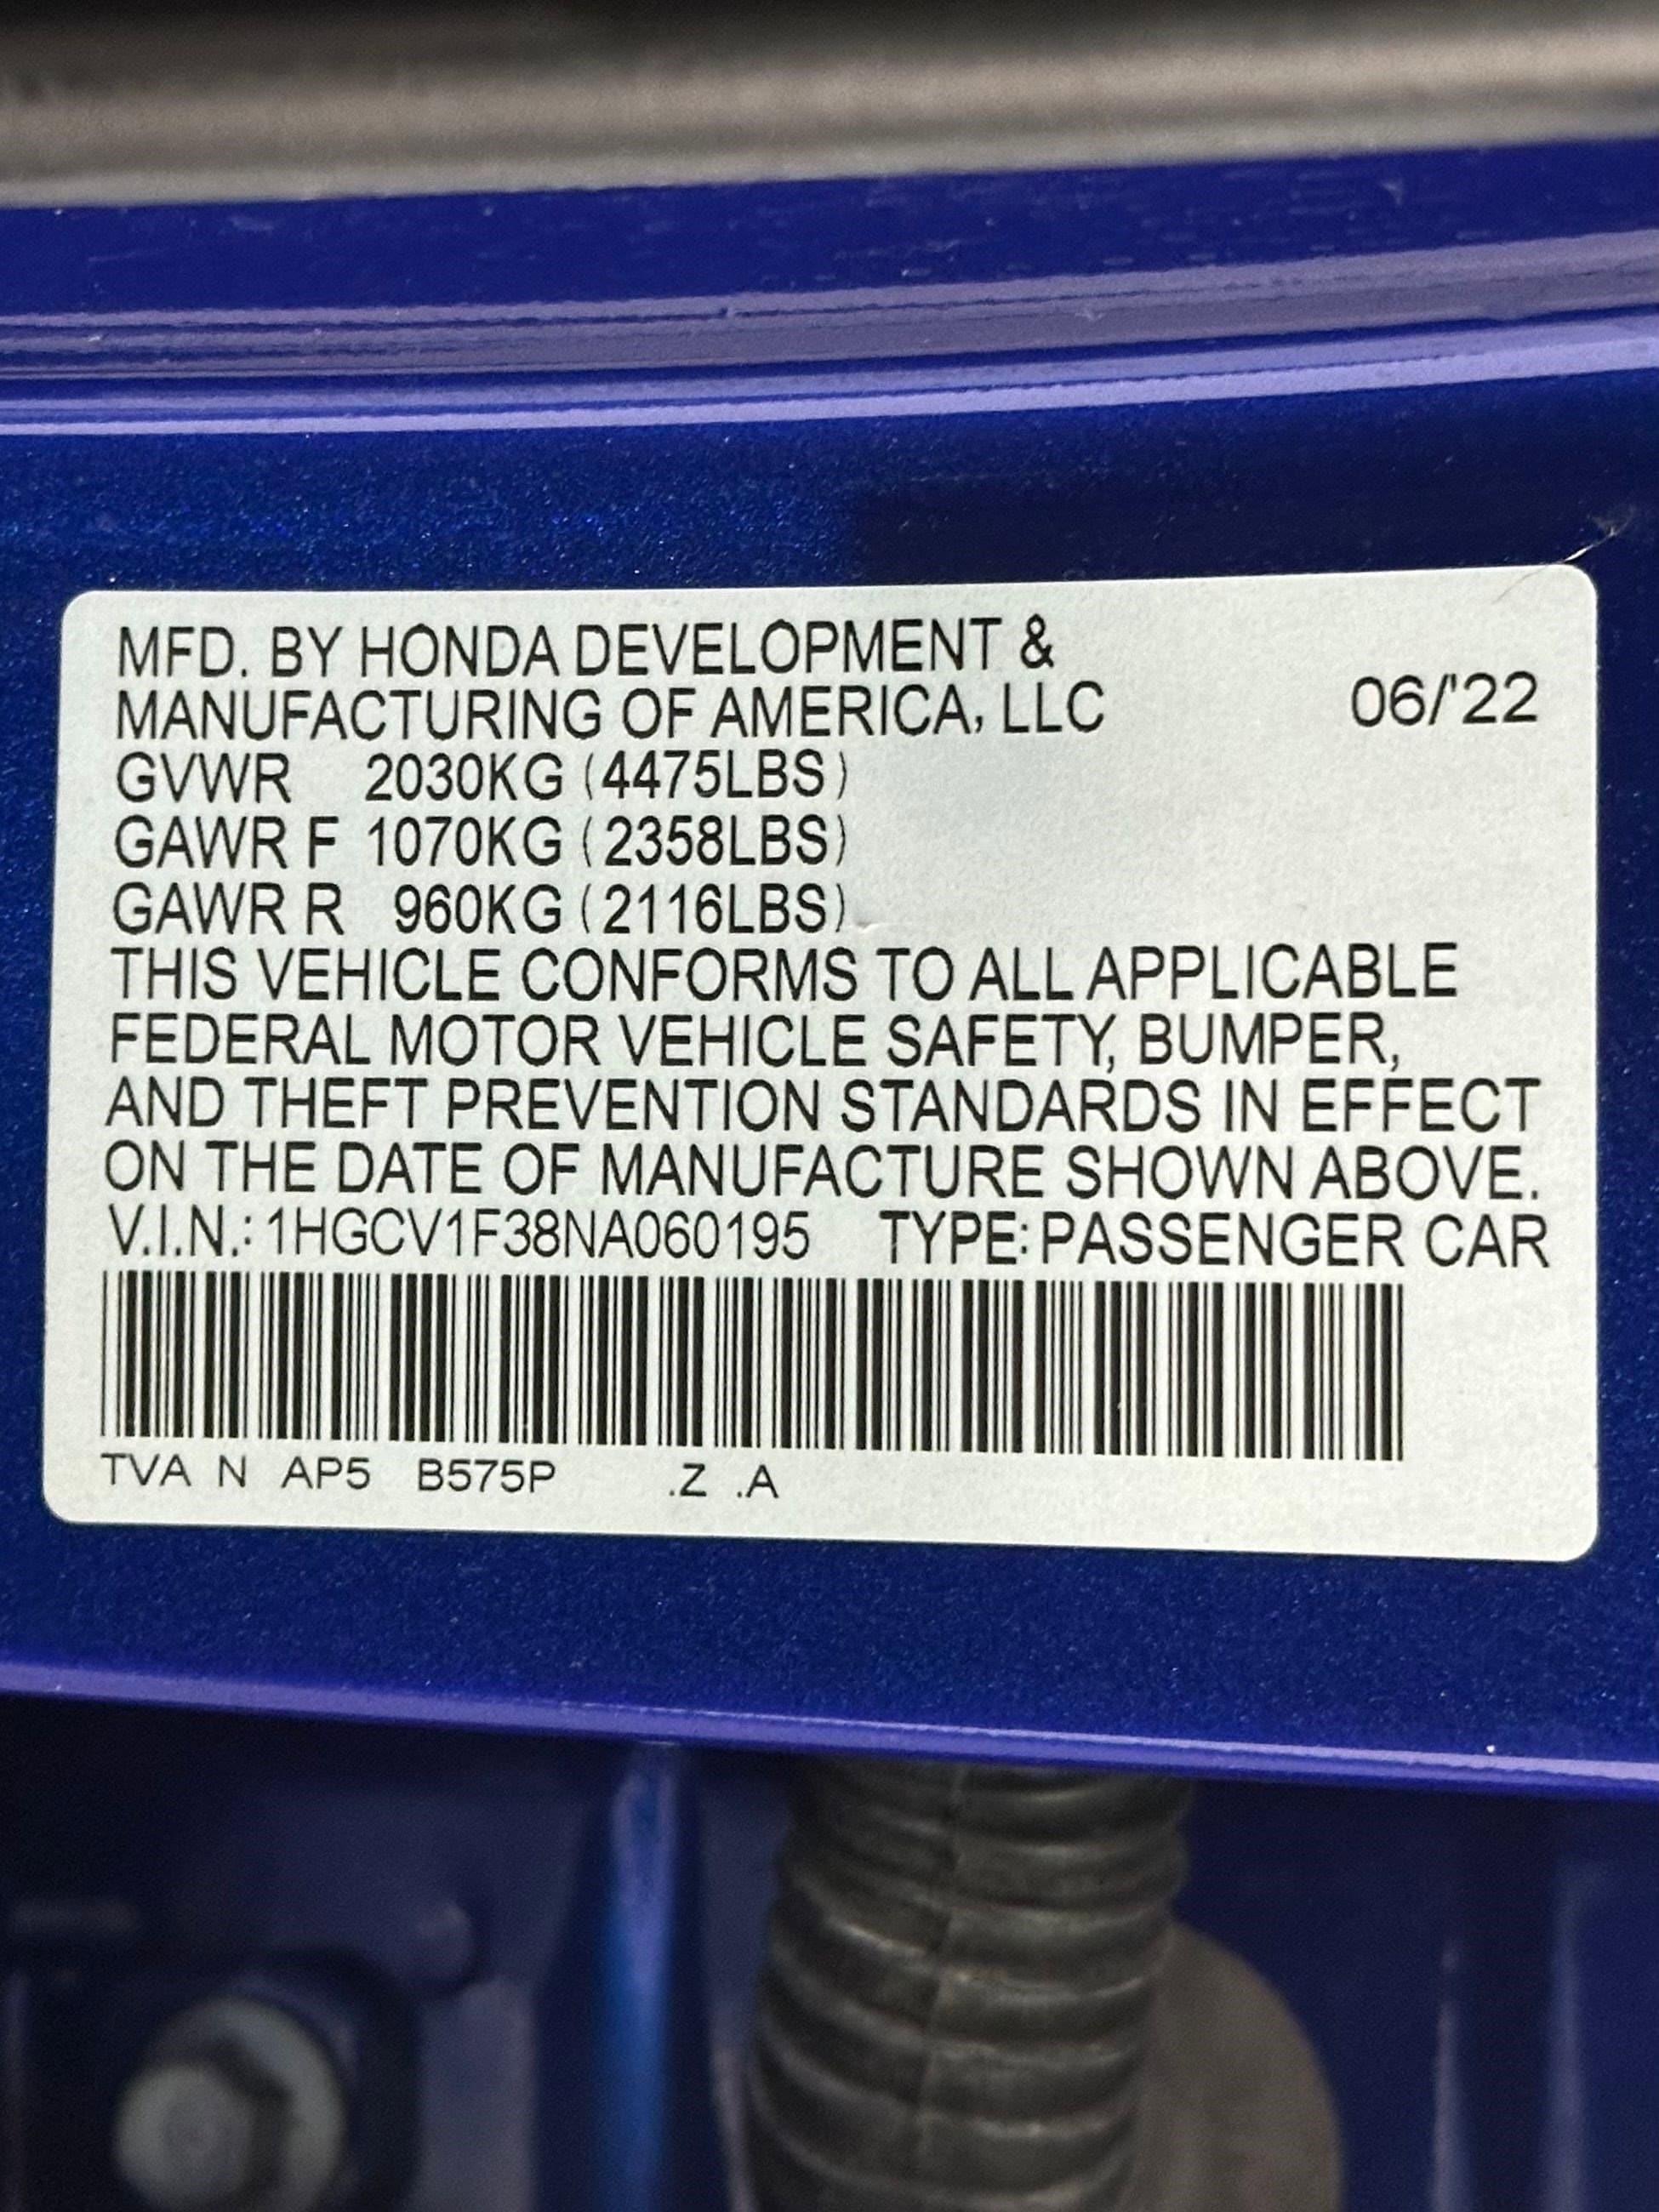 MFD. BY HONDA DEVELOPMENT &
MANUFACTURING OF AMERICA, LLC 06/'22
GVWR 2030KG (4475LBS)
GAWR F 1070KG (2358LBS)
GAWR R 960KG (2116LBS)
THIS VEHICLE CONFORMS TO ALL APPLICABLE
FEDERAL MOTOR VEHICLE SAFETY, BUMPER,
AND THEFT PREVENTION STANDARDS IN EFFECT
ON THE DATE OF MANUFACTURE SHOWN ABOVE.
V.I.N.: 1HGCV1F38NA060195 TYPE: PASSENGER CAR
TVA N AP5 B575P .Z .A